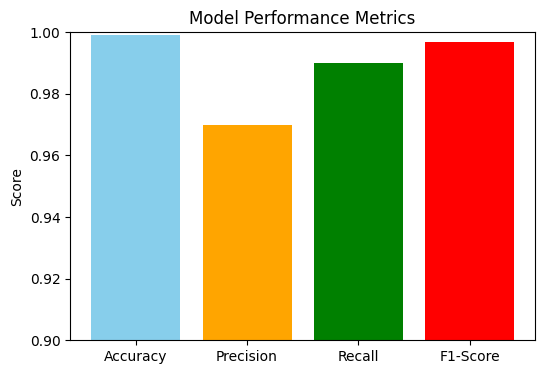 Model Performance Metrics
1.00
0.98
0.96
0.94
0.92
0.90
Score
Accuracy Precision Recall F1-Score